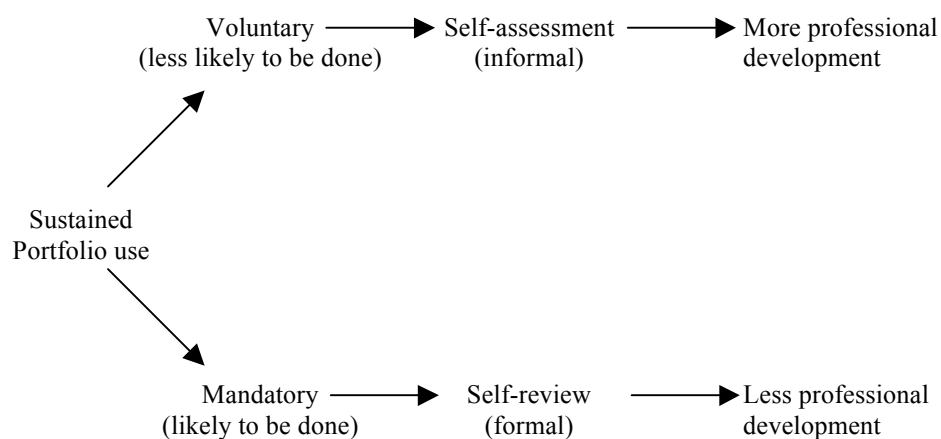 Voluntary
(less likely to be done)
Self-assessment
(informal)
More professional
development
Sustained
Portfolio use
Mandatory
(likely to be done)
Self-review
(formal)
Less professional
development